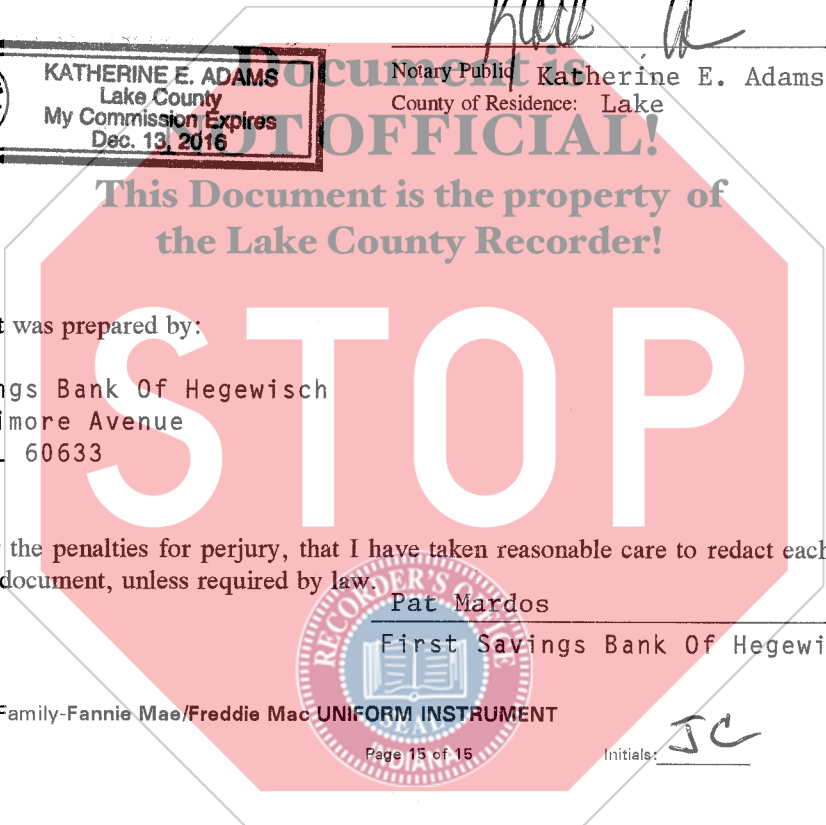 Document is
NOT OFFICIAL!
This Document is the property of
the Lake County Recorder!
STOP
KATHERINE E. ADAMS
Lake County
My Commission Expires
Dec. 13, 2016
Notary Public Katherine E. Adams
County of Residence: Lake
was prepared by:
Bank Of Hegewisch
Avenue
60633
the penalties for perjury, that I have taken reasonable care to redact each
document, unless required by law.
Pat Mardos
First Savings Bank Of Hegewi
RECORDER'S OFFICE
SEAL
INDIANA
Family-Fannie Mae/Freddie Mac UNIFORM INSTRUMENT
Page 15 of 15
Initials: JC